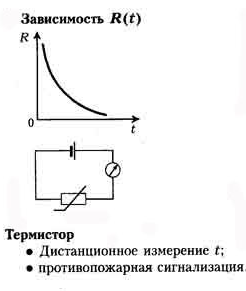 Зависимость R(t)
R
0
t
Термистор
• Дистанционное измерение t;
• противопожарная сигнализация.